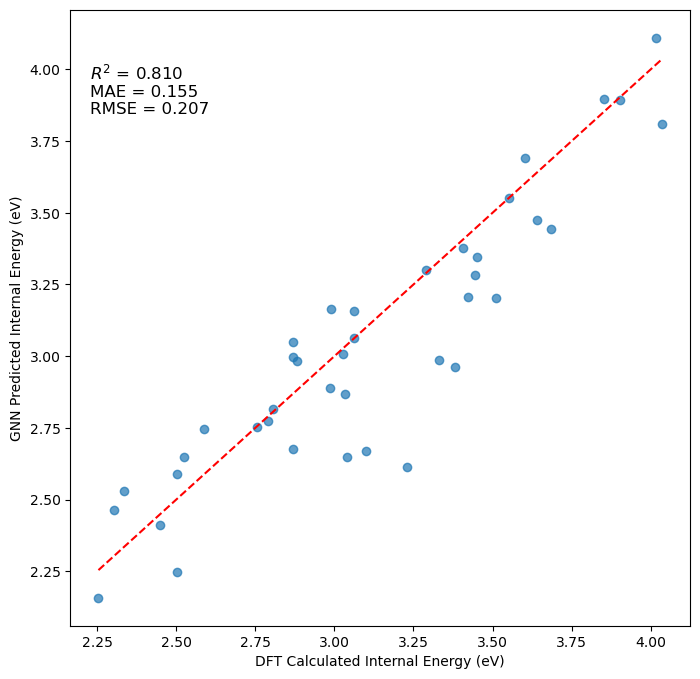 R² = 0.810
MAE = 0.155
RMSE = 0.207
GNN Predicted Internal Energy (eV)
4.00
3.75
3.50
3.25
3.00
2.75
2.50
2.25
2.25 2.50 2.75 3.00 3.25 3.50 3.75 4.00
DFT Calculated Internal Energy (eV)